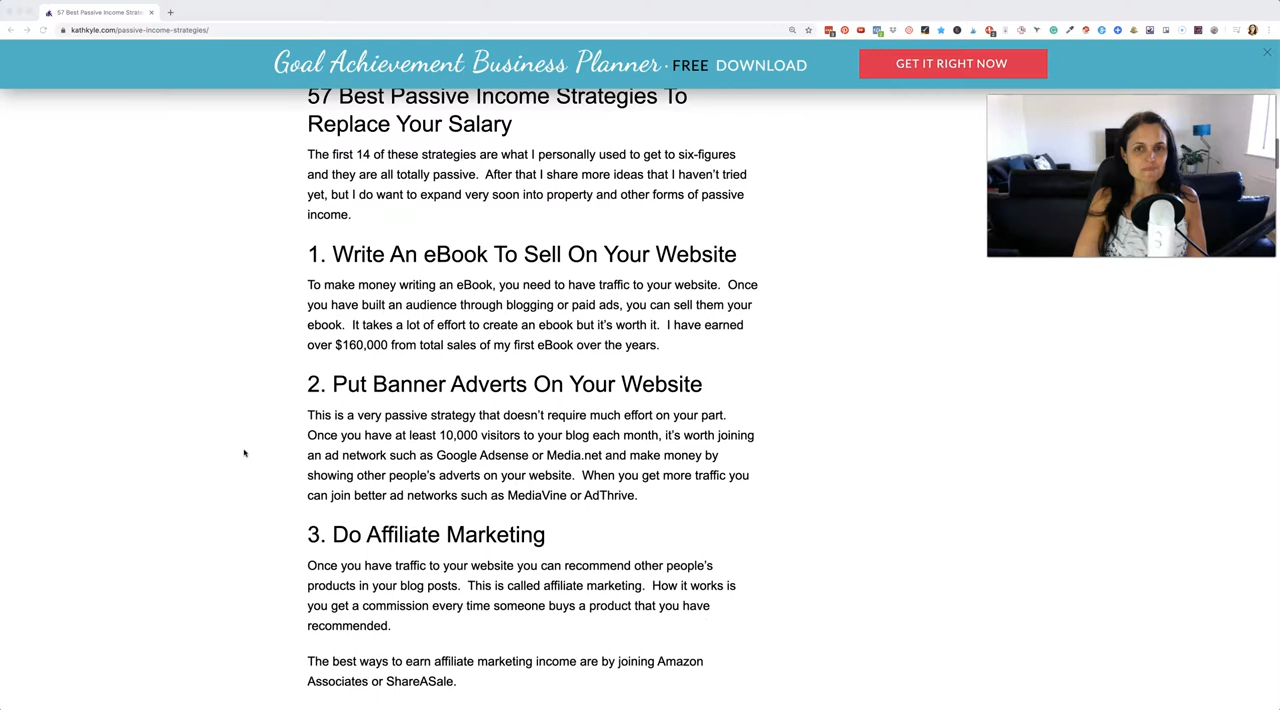 57 Best Passive Income Strate
kathkyle.com/passive-income-strategies/
Goal Achievement Business Planner · FREE DOWNLOAD
GET IT RIGHT NOW
57 Best Passive Income Strategies To
Replace Your Salary
The first 14 of these strategies are what I personally used to get to six-figures
and they are all totally passive.  After that I share more ideas that I haven't tried
yet, but I do want to expand very soon into property and other forms of passive
income.
1. Write An eBook To Sell On Your Website
To make money writing an eBook, you need to have traffic to your website.  Once
you have built an audience through blogging or paid ads, you can sell them your
ebook.  It takes a lot of effort to create an ebook but it's worth it.  I have earned
over $160,000 from total sales of my first eBook over the years.
2. Put Banner Adverts On Your Website
This is a very passive strategy that doesn't require much effort on your part.
Once you have at least 10,000 visitors to your blog each month, it's worth joining
an ad network such as Google Adsense or Media.net and make money by
showing other people's adverts on your website.  When you get more traffic you
can join better ad networks such as MediaVine or AdThrive.
3. Do Affiliate Marketing
Once you have traffic to your website you can recommend other people's
products in your blog posts.  This is called affiliate marketing.  How it works is
you get a commission every time someone buys a product that you have
recommended.
The best ways to earn affiliate marketing income are by joining Amazon
Associates or ShareASale.